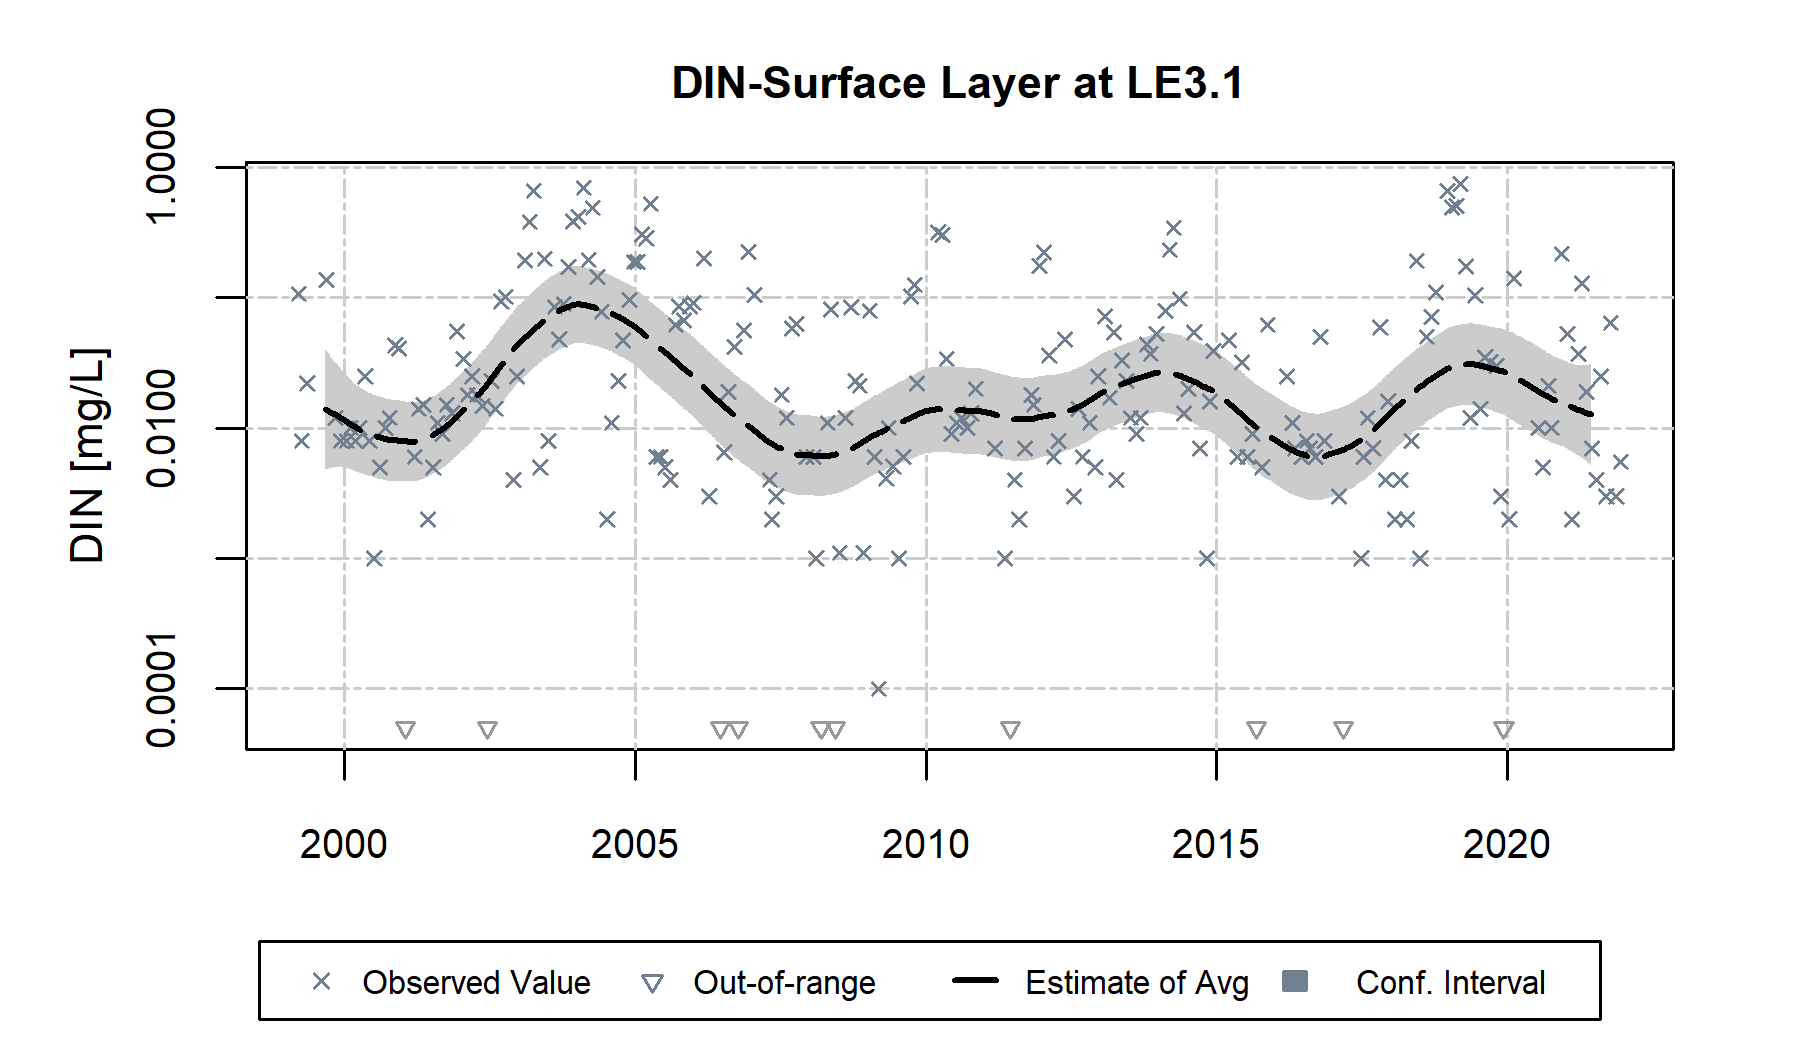 DIN-Surface Layer at LE3.1
DIN [mg/L]
1.0000
0.0100
0.0001
2000 2005 2010 2015 2020
Observed Value Out-of-range Estimate of Avg Conf. Interval